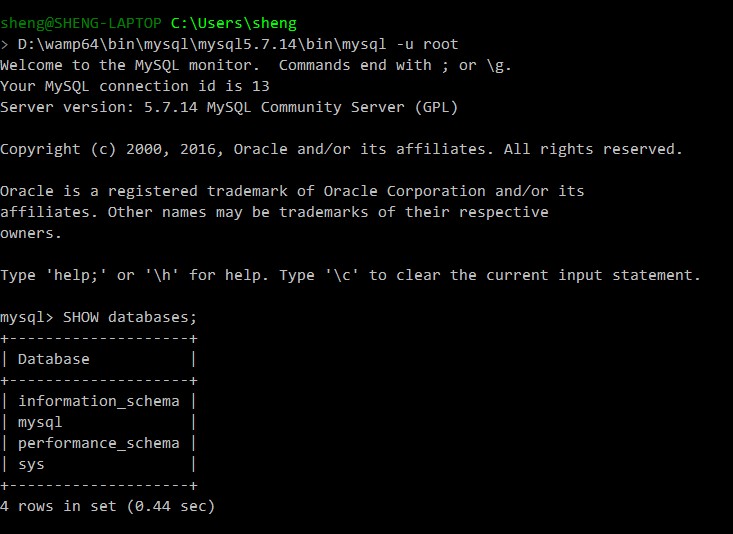 sheng@SHENG-LAPTOP C:\Users\sheng
> D:\wamp64\bin\mysql\mysql5.7.14\bin\mysql -u root
Welcome to the MySQL monitor.  Commands end with ; or \g.
Your MySQL connection id is 13
Server version: 5.7.14 MySQL Community Server (GPL)

Copyright (c) 2000, 2016, Oracle and/or its affiliates. All rights reserved.

Oracle is a registered trademark of Oracle Corporation and/or its
affiliates. Other names may be trademarks of their respective
owners.

Type 'help;' or '\h' for help. Type '\c' to clear the current input statement.

mysql> SHOW databases;
+--------------------+
| Database           |
+--------------------+
| information_schema |
| mysql              |
| performance_schema |
| sys                |
+--------------------+
4 rows in set (0.44 sec)